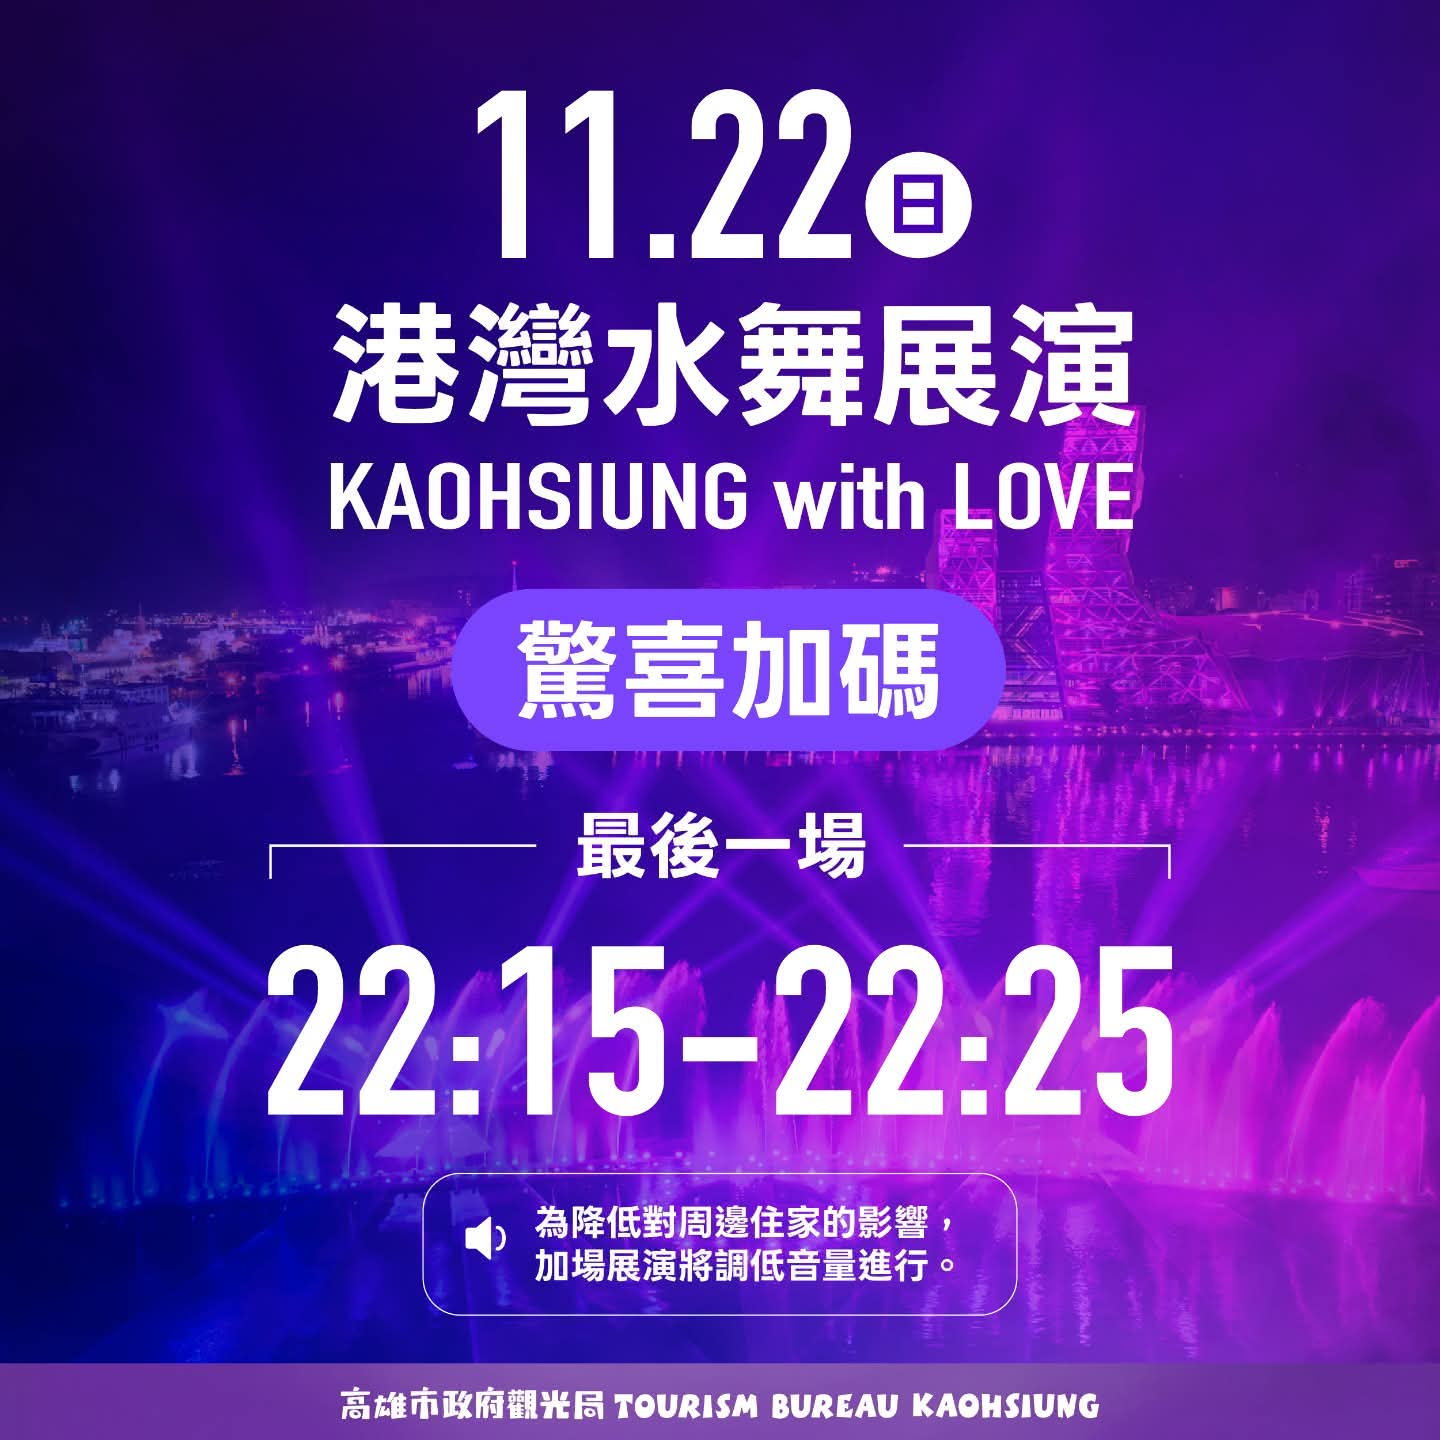 11.22日
港灣水舞展演
KAOHSIUNG with LOVE
驚喜加碼
最後一場
22:15-22:25
為降低對周邊住家的影響，
加場展演將調低音量進行。
高雄市政府觀光局 TOURISM BUREAU KAOHSIUNG